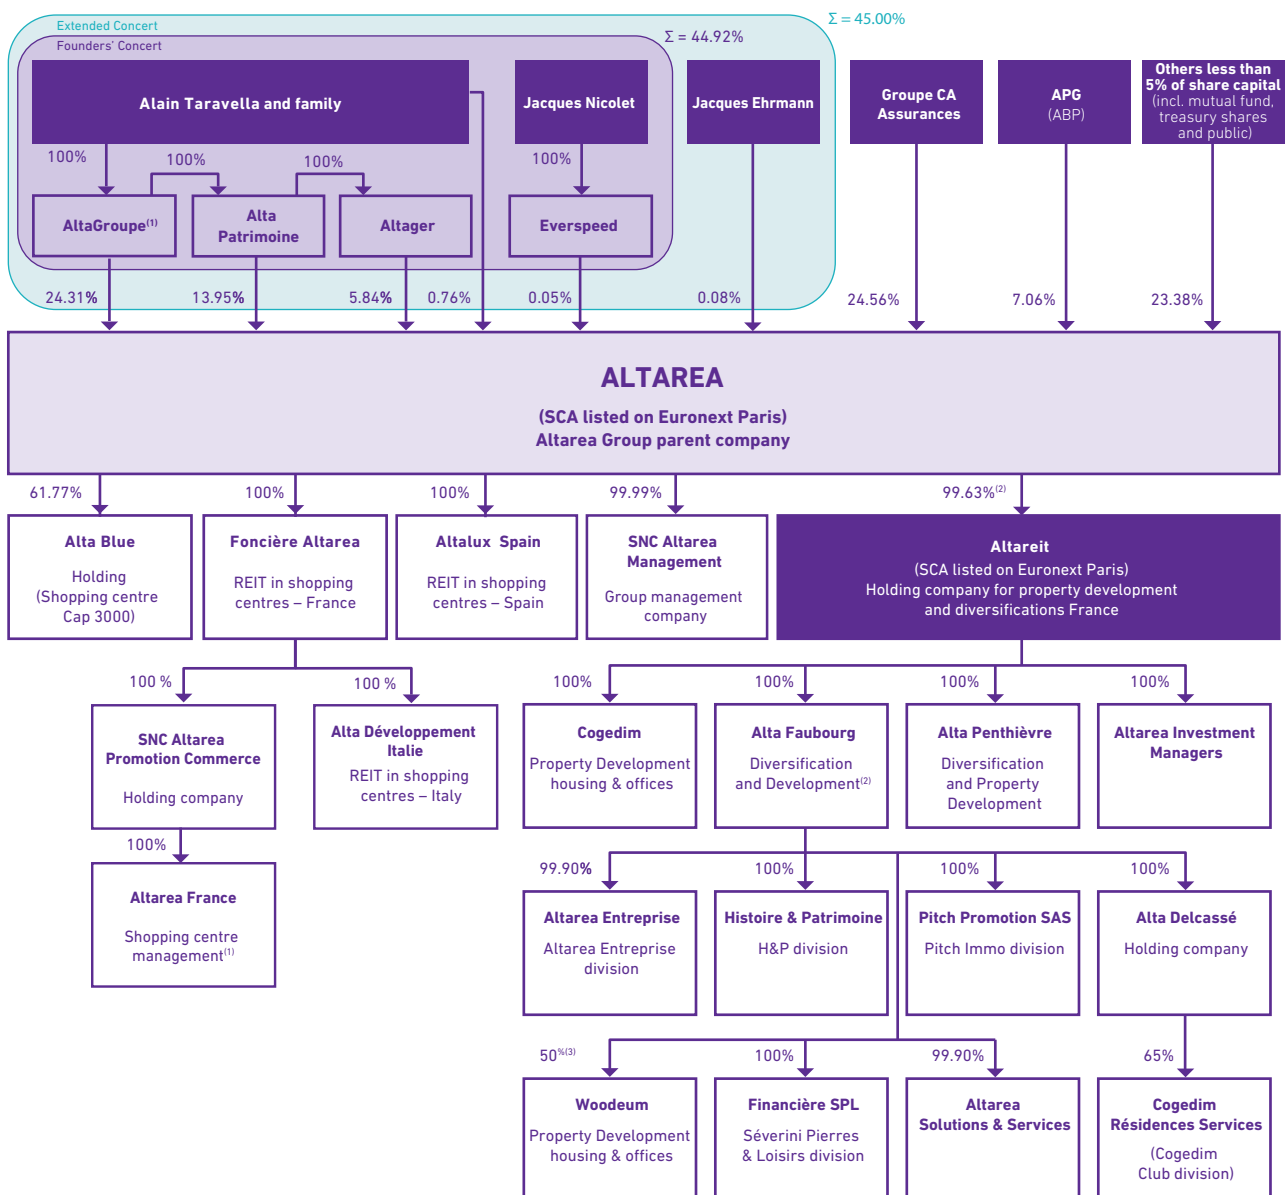 Extended Concert
Σ = 45.00%
Founders' Concert
Σ = 44.92%
Alain Taravella and family
Jacques Nicolet
Jacques Ehrmann
Groupe CA
Assurances
APG
(ABP)
Others less than
5% of share capital
(incl. mutual fund,
treasury shares
and public)
100%
100%
100%
100%
AltaGroupe(1)
Alta
Patrimoine
Altager
Everspeed
24.31%
13.95%
5.84%
0.76%
0.05%
0.08%
24.56%
7.06%
23.38%
ALTAREA
(SCA listed on Euronext Paris)
Altarea Group parent company
61.77%
100%
100%
99.99%
99.63%(2)
Alta Blue
Holding
(Shopping centre
Cap 3000)
Foncière Altarea
REIT in shopping
centres – France
Altalux Spain
REIT in shopping
centres – Spain
SNC Altarea
Management
Group management
company
Altareit
(SCA listed on Euronext Paris)
Holding company for property development
and diversifications France
100 %
100 %
100%
100%
100%
100%
SNC Altarea
Promotion Commerce
Holding company
Alta Développement
Italie
REIT in shopping
centres – Italy
Cogedim
Property Development
housing & offices
Alta Faubourg
Diversification
and Development(2)
Alta Penthièvre
Diversification
and Property
Development
Altarea Investment
Managers
100%
99.90%
100%
100%
100%
Altarea France
Shopping centre
management(1)
Altarea Entreprise
Altarea Entreprise
division
Histoire & Patrimoine
H&P division
Pitch Promotion SAS
Pitch Immo division
Alta Delcassé
Holding company
50%(3)
100%
99.90%
65%
Woodeum
Property Development
housing & offices
Financière SPL
Séverini Pierres
& Loisirs division
Altarea
Solutions & Services
Cogedim
Résidences Services
(Cogedim
Club division)